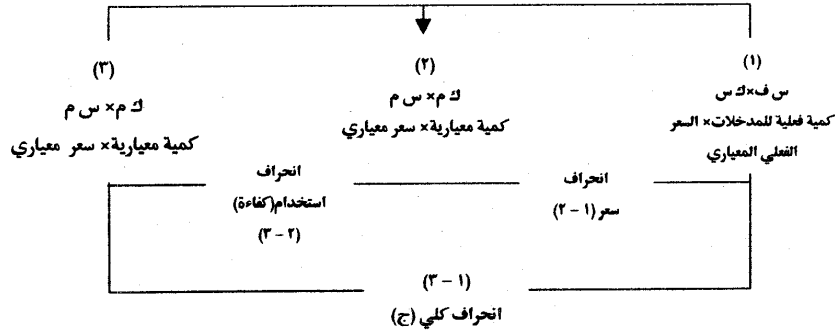 (١)
س ف×ك س
كمية فعلية للمدخلات× السعر
الفعلي المعياري
(٢)
ك م× س م
كمية معيارية× سعر معياري
(٣)
ك م× س م
كمية معيارية× سعر معياري
انحراف
سعر (١ – ٢)
انحراف
استخدام(كفاءة)
(٢ – ٣)
(١ – ٣)
انحراف كلي (ج)